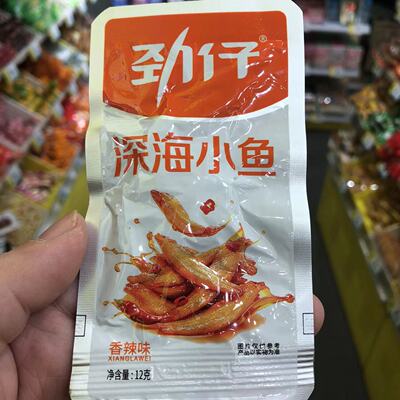 劲仔®
深海小鱼
香辣味
XIANGLAWEI
净含量:12克
图片仅供参考
产品以实物为准